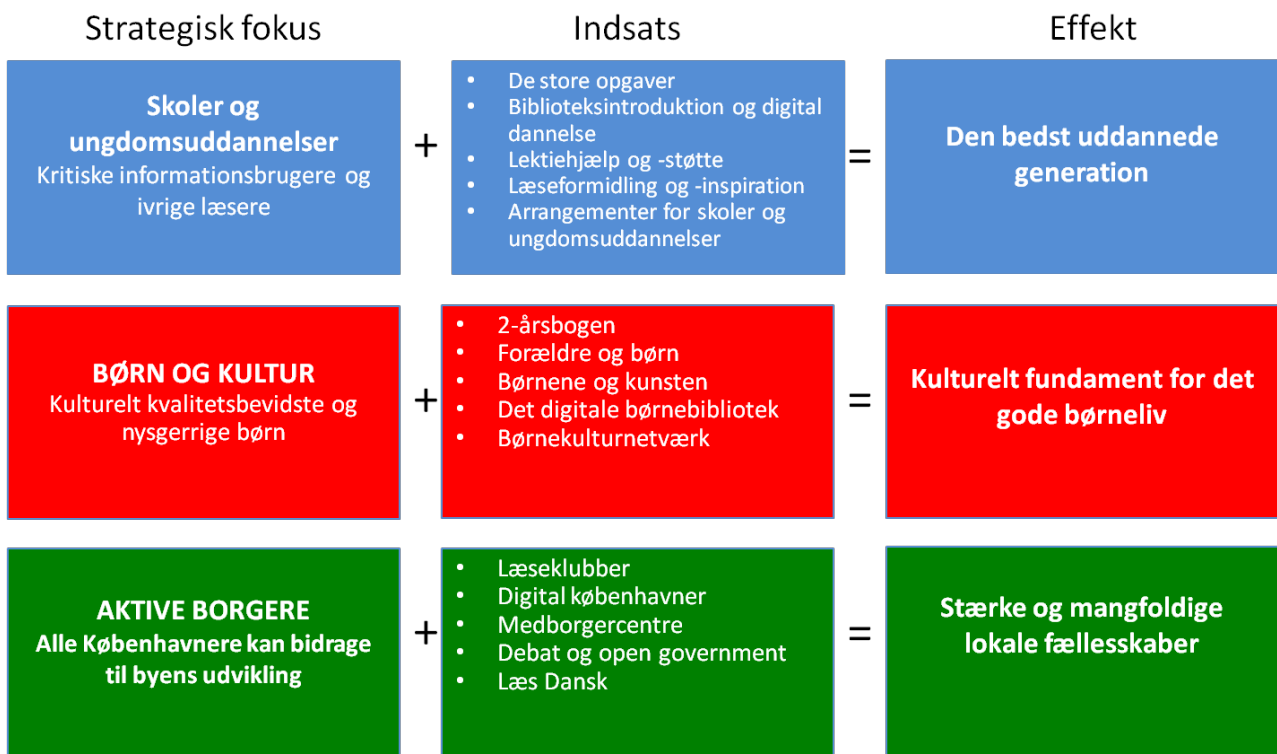 Strategisk fokus
Indsats
Effekt
Skoler og
ungdomsuddannelser
Kritiske informationsbrugere og
ivrige læsere
+
• De store opgaver
• Biblioteksintroduktion og digital
dannelse
• Lektiehjælp og -støtte
• Læseformidling og -inspiration
• Arrangementer for skoler og
ungdomsuddannelser
=
Den bedst uddannede
generation
BØRN OG KULTUR
Kulturelt kvalitetsbevidste og
nysgerrige børn
+
• 2-årsbogen
• Forældre og børn
• Børnene og kunsten
• Det digitale børnebibliotek
• Børnekulturnetværk
=
Kulturelt fundament for det
gode børneliv
AKTIVE BORGERE
Alle Københavnere kan bidrage
til byens udvikling
+
• Læseklubber
• Digital københavner
• Medborgercentre
• Debat og open government
• Læs Dansk
=
Stærke og mangfoldige
lokale fællesskaber